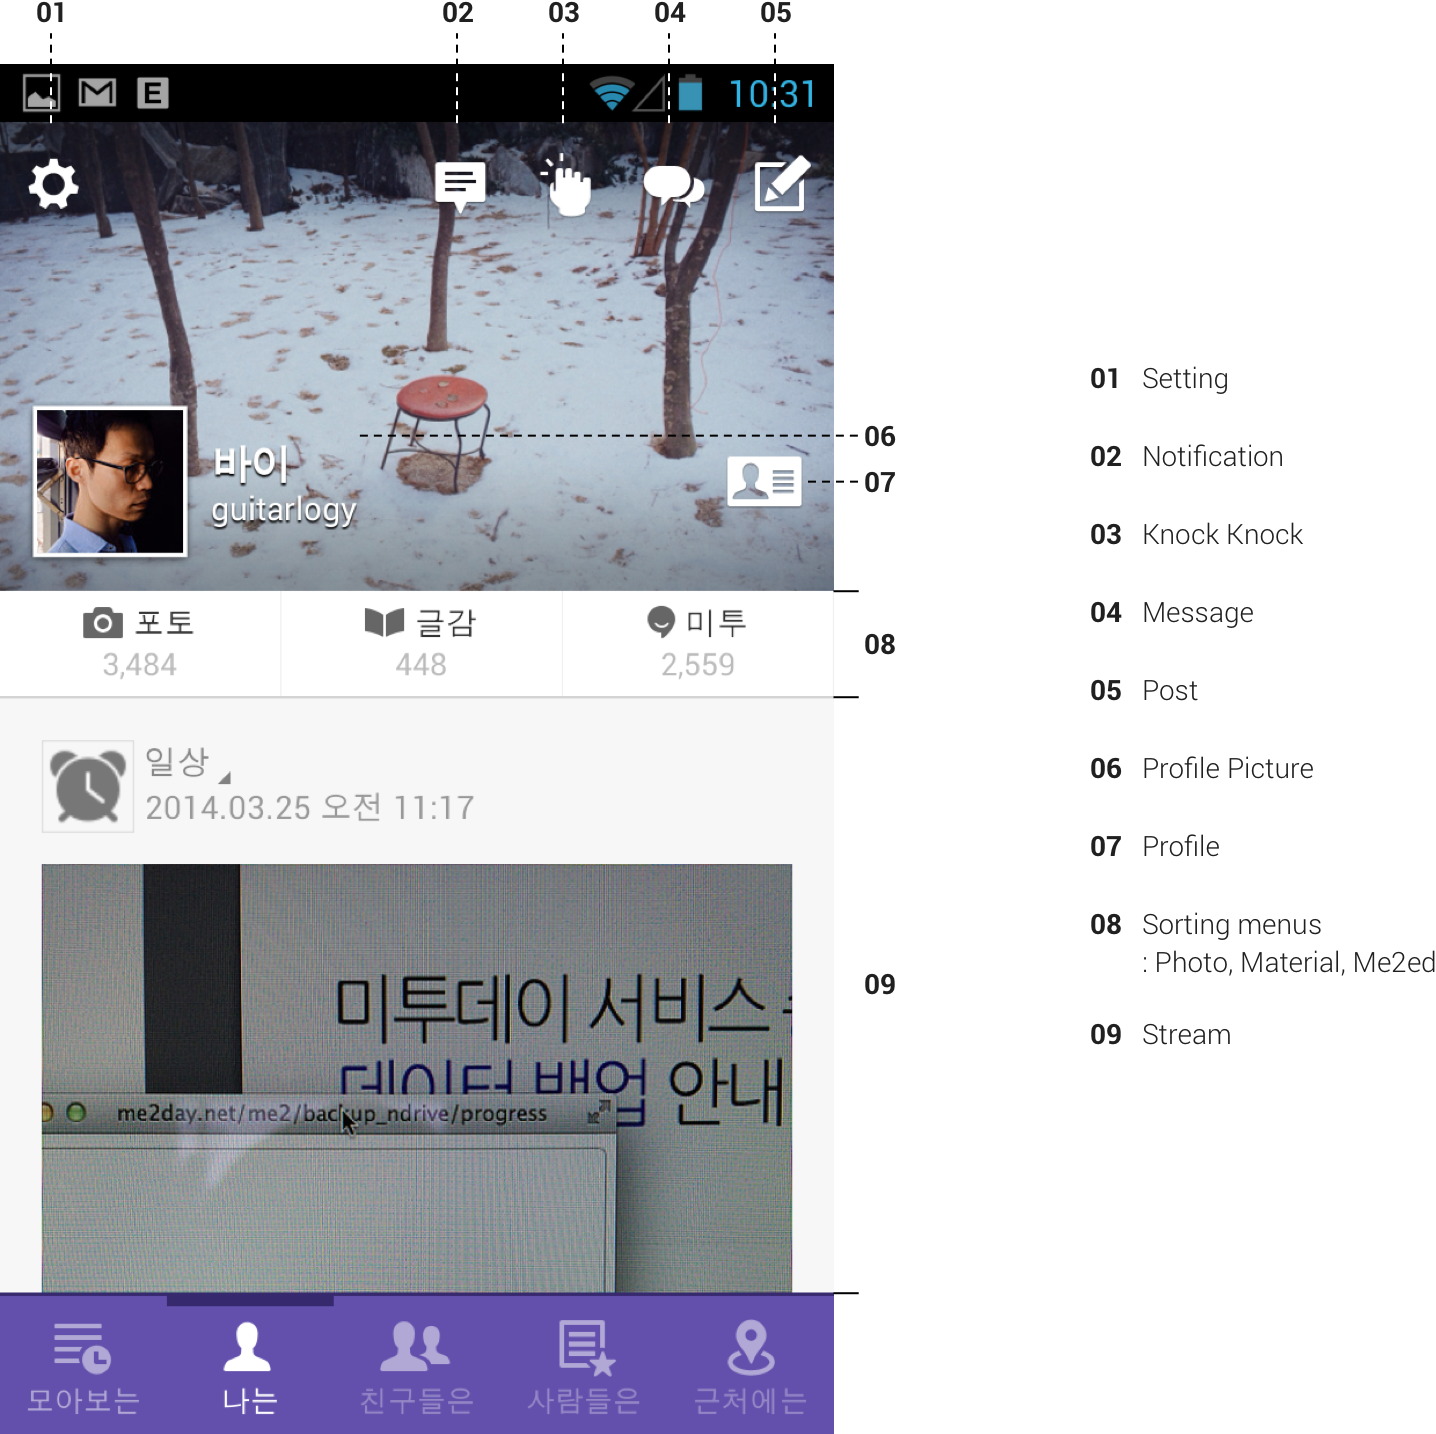 01
02
03
04
05
10:31
바이
guitarlogy
06
07
포토
3,484
글감
448
미투
2,559
08
일상
2014.03.25 오전 11:17
미투데이 서비스
데이터 백업 안내
me2day.net/me2/backup_ndrive/progress
09
모아보는
나는
친구들은
사람들은
근처에는
01 Setting
02 Notification
03 Knock Knock
04 Message
05 Post
06 Profile Picture
07 Profile
08 Sorting menus
: Photo, Material, Me2ed
09 Stream